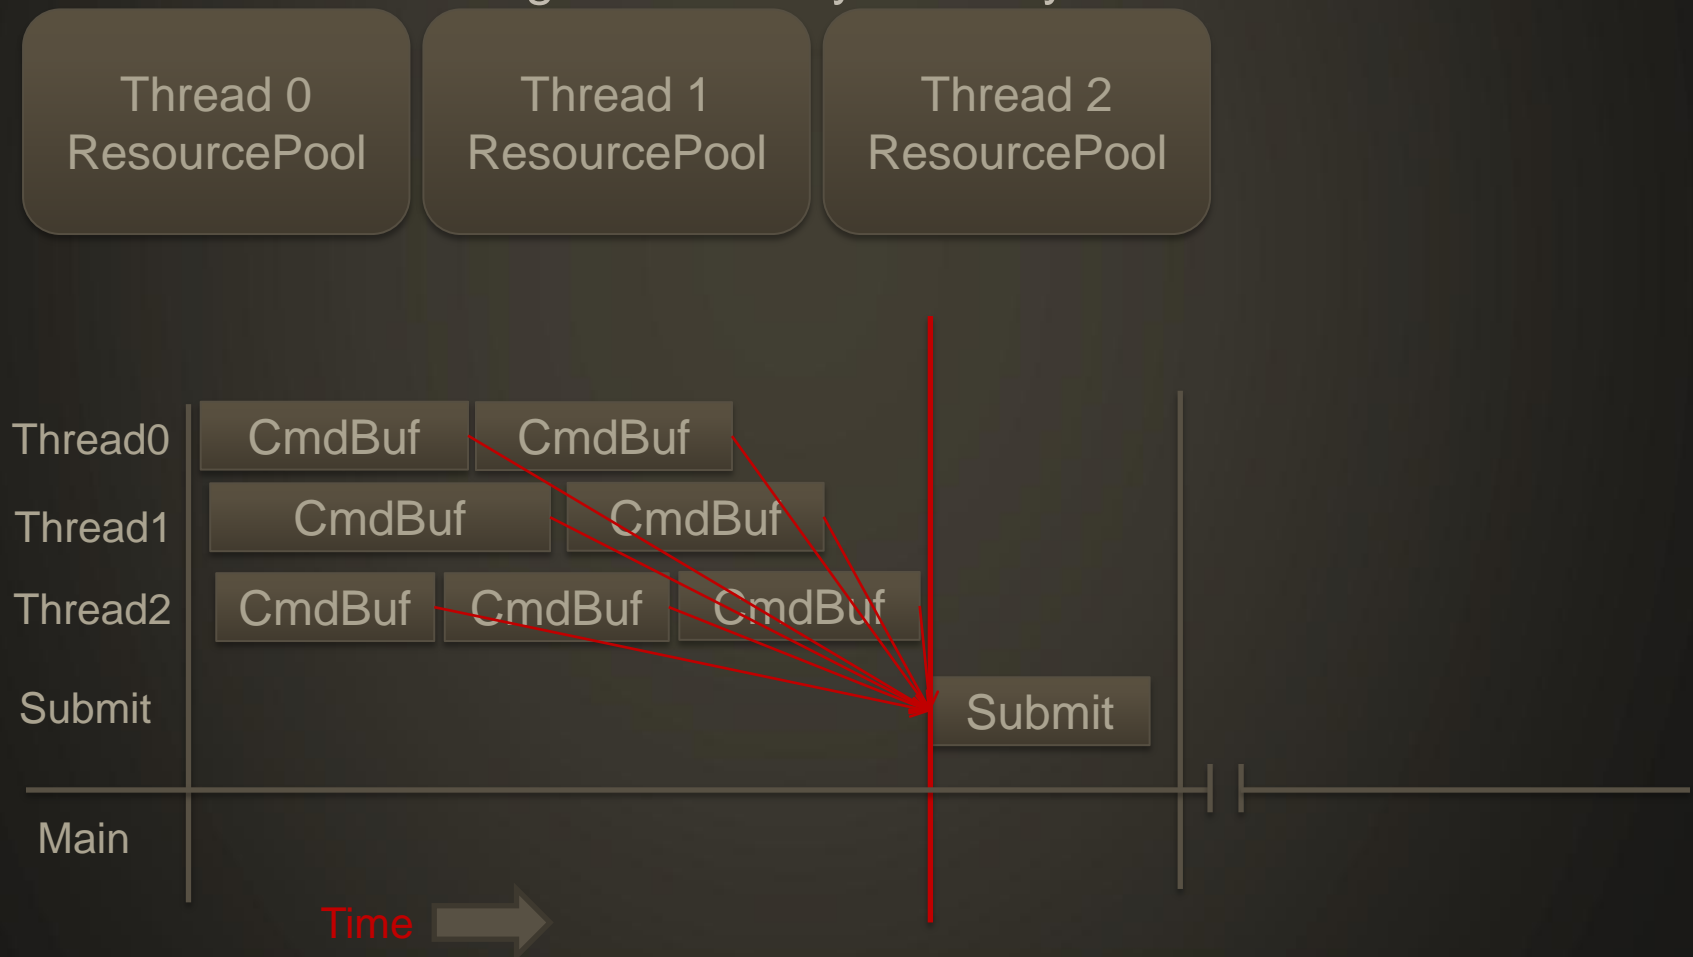 Thread 0
ResourcePool
Thread 1
ResourcePool
Thread 2
ResourcePool
Thread0
CmdBuf
CmdBuf
Thread1
CmdBuf
CmdBuf
Thread2
CmdBuf
CmdBuf
CmdBuf
Submit
Submit
Main
Time